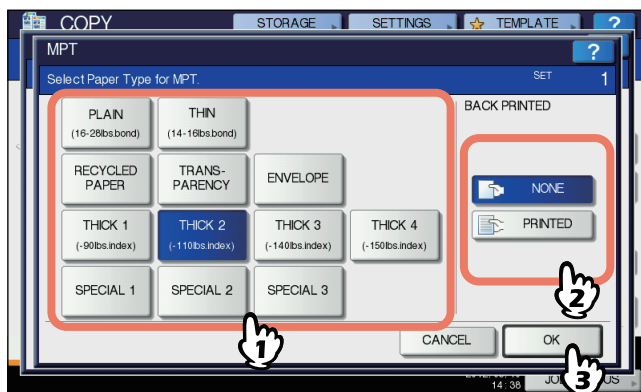 COPY STORAGE SETTINGS TEMPLATE ?
MPT ?
Select Paper Type for MPT. SET 1
BACK PRINTED
PLAIN THIN
(16-28lbs.bond) (14-16lbs.bond)
RECYCLED TRANS- ENVELOPE
PAPER PARENCY
NONE
THICK 1 THICK 2 THICK 3 THICK 4
(-90lbs.index) (-110lbs.index) (-140lbs.index) (-150lbs.index)
PRINTED
SPECIAL 1 SPECIAL 2 SPECIAL 3
2
1
CANCEL OK
3
14:38